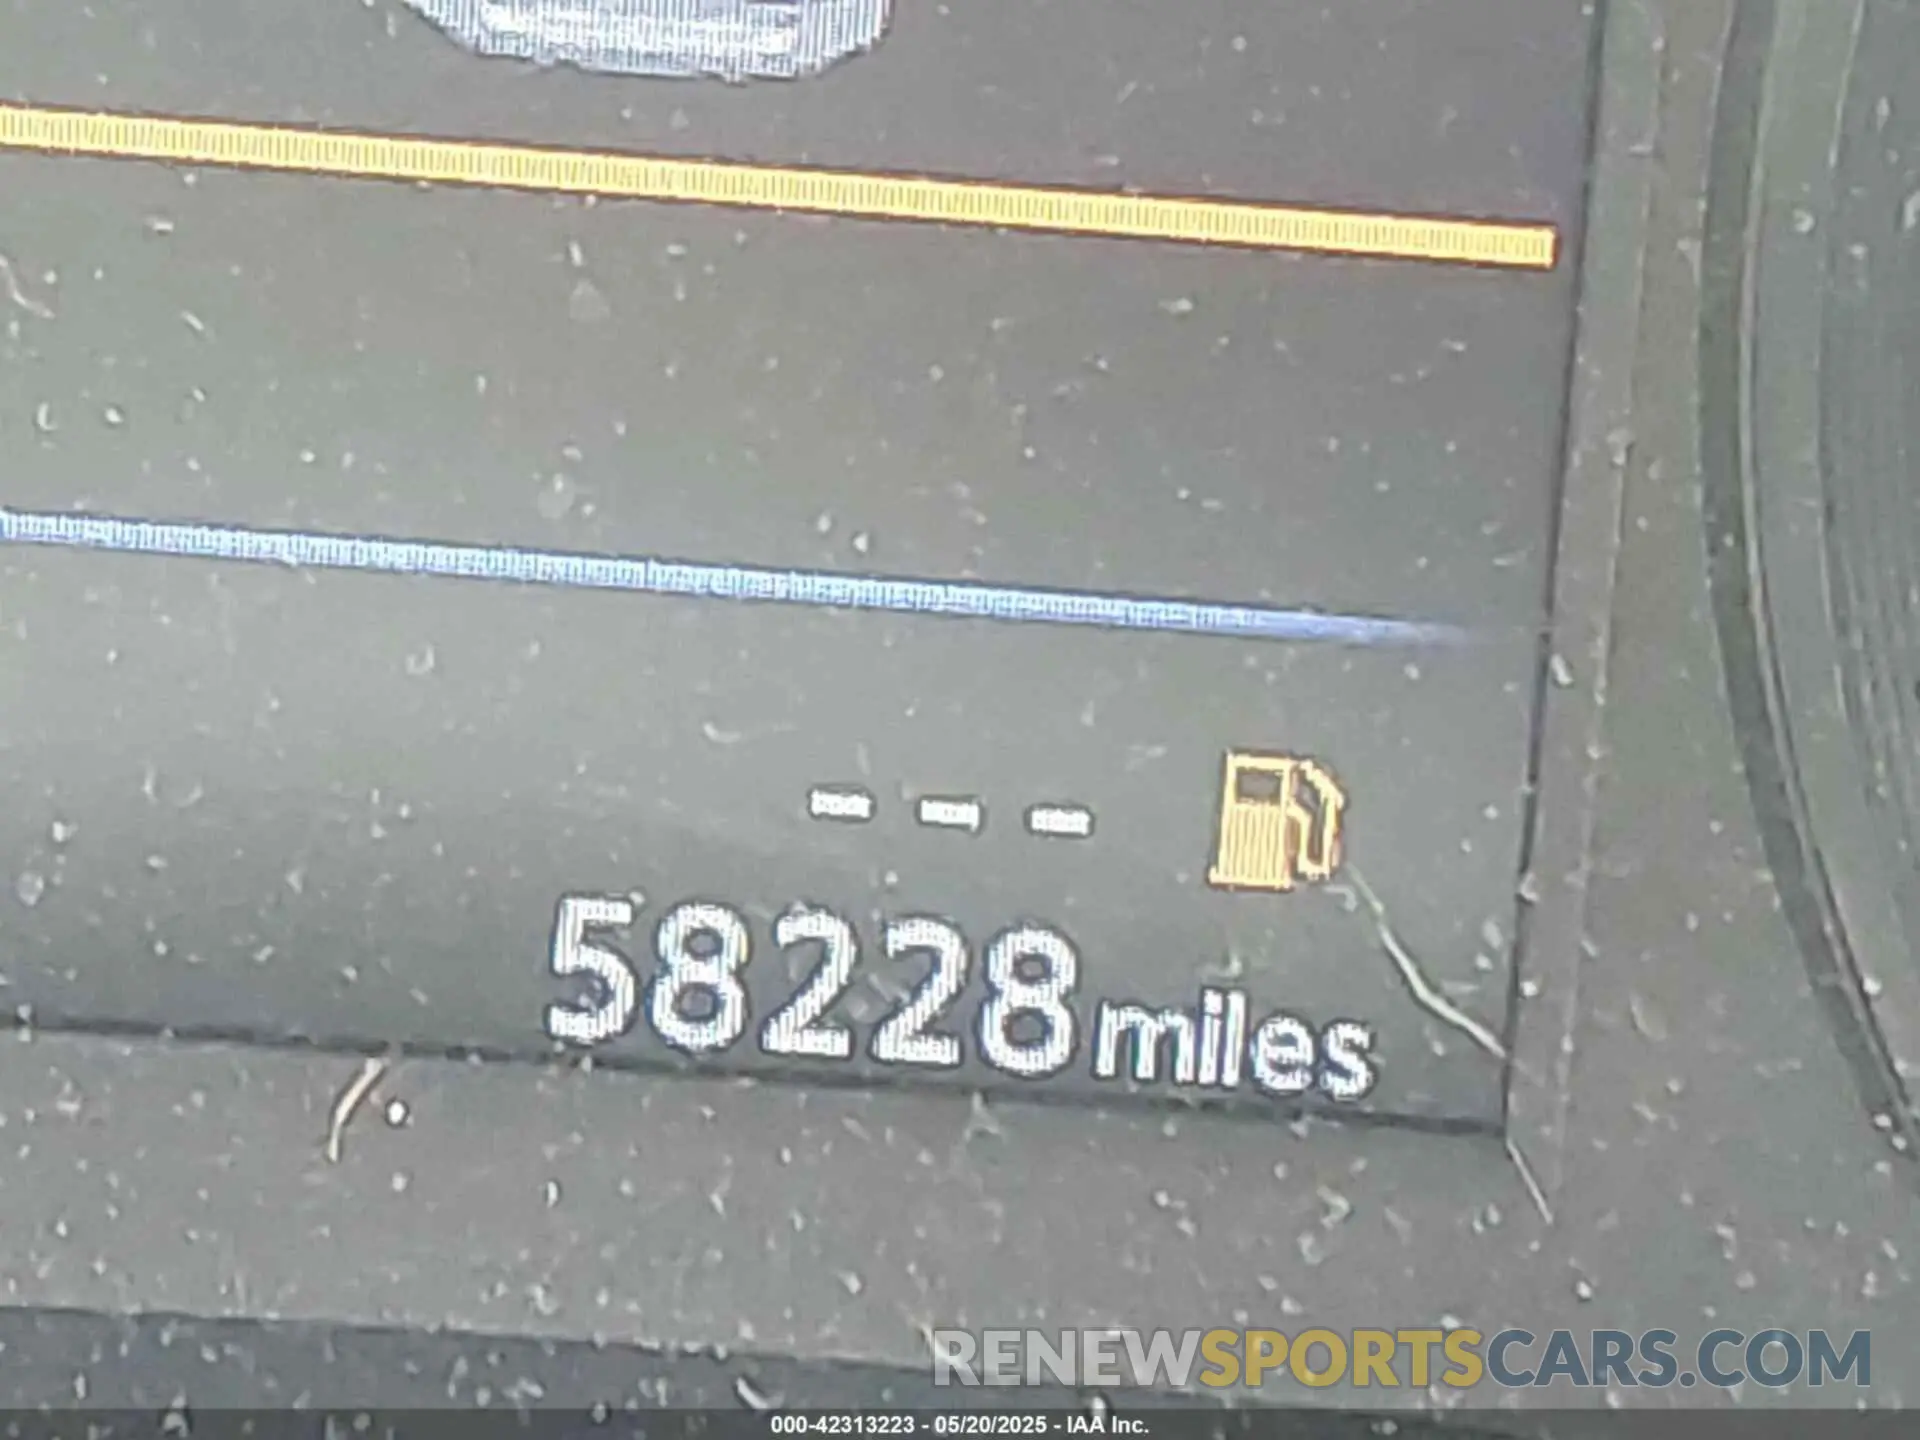 - - -
58228 miles
RENEWSPORTSCARS.COM
000-42313223 - 05/20/2025 - IAA Inc.